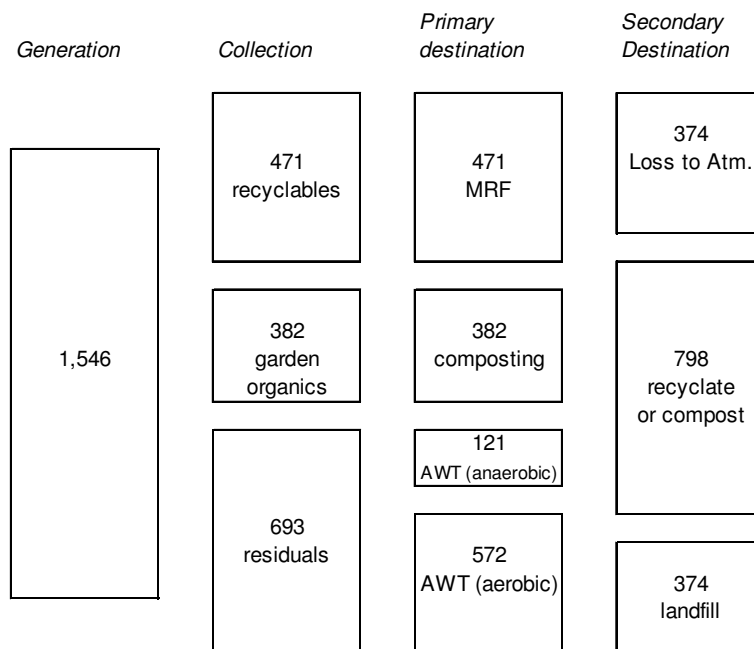 Generation
Collection
Primary
destination
Secondary
Destination
1,546
471
recyclables
382
garden
organics
693
residuals
471
MRF
382
composting
121
AWT (anaerobic)
572
AWT (aerobic)
374
Loss to Atm.
798
recyclate
or compost
374
landfill